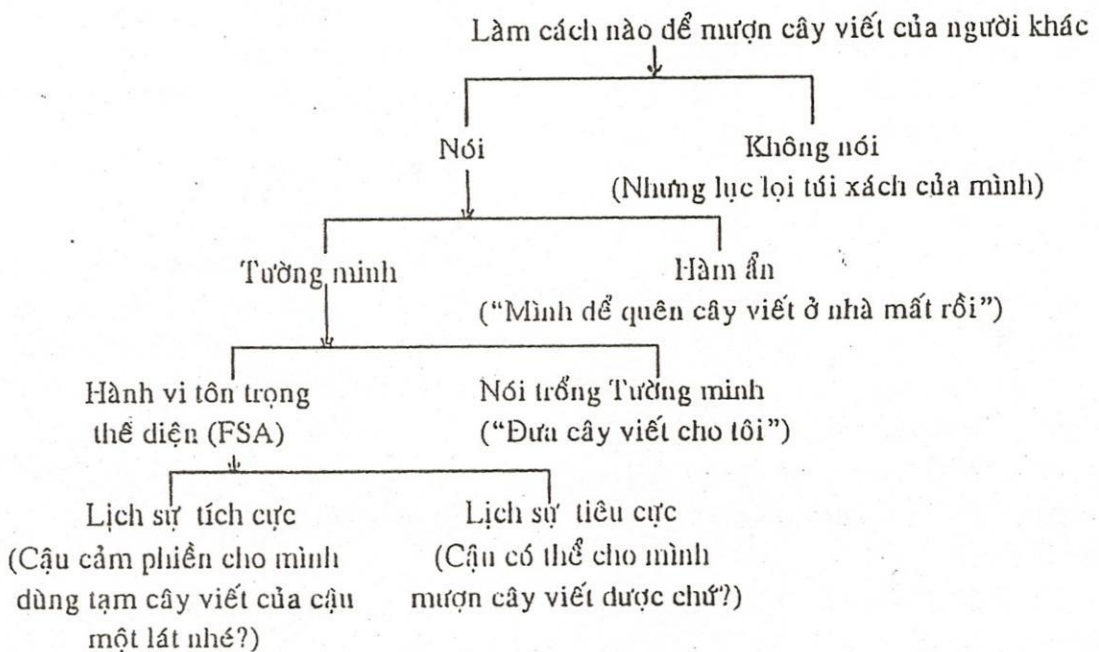 Làm cách nào dể mượn cây viết của người khác
Nói
Không nói
(Nhưng lục lọi túi xách của mình)
Tường minh
Hàm ẩn
(“Mình dể quên cây viết ở nhà mất rồi”)
Hành vi tôn trọng
thể diện (FSA)
Nói trổng Tường minh
(“Đưa cây viết cho tôi”)
Lịch sự tích cực
(Cậu cảm phiền cho mình
dùng tạm cây viết của cậu
một lát nhé?)
Lịch sự tiêu cực
(Cậu có thể cho mình
mượn cây viết dược chứ?)